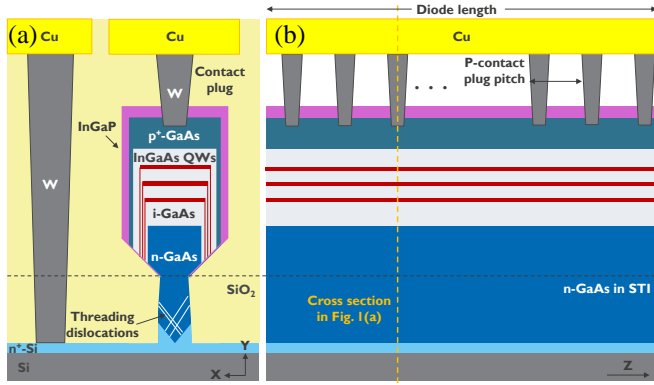 (a)
Cu
Cu
Contact
plug
W
InGaP
p⁺-GaAs
InGaAs QWs
W
i-GaAs
n-GaAs
SiO₂
Threading
dislocations
n⁺-Si
Y
Si
X
Diode length
(b)
Cu
P-contact
plug pitch
. . .
n-GaAs in STI
Cross section
in Fig. 1(a)
Z